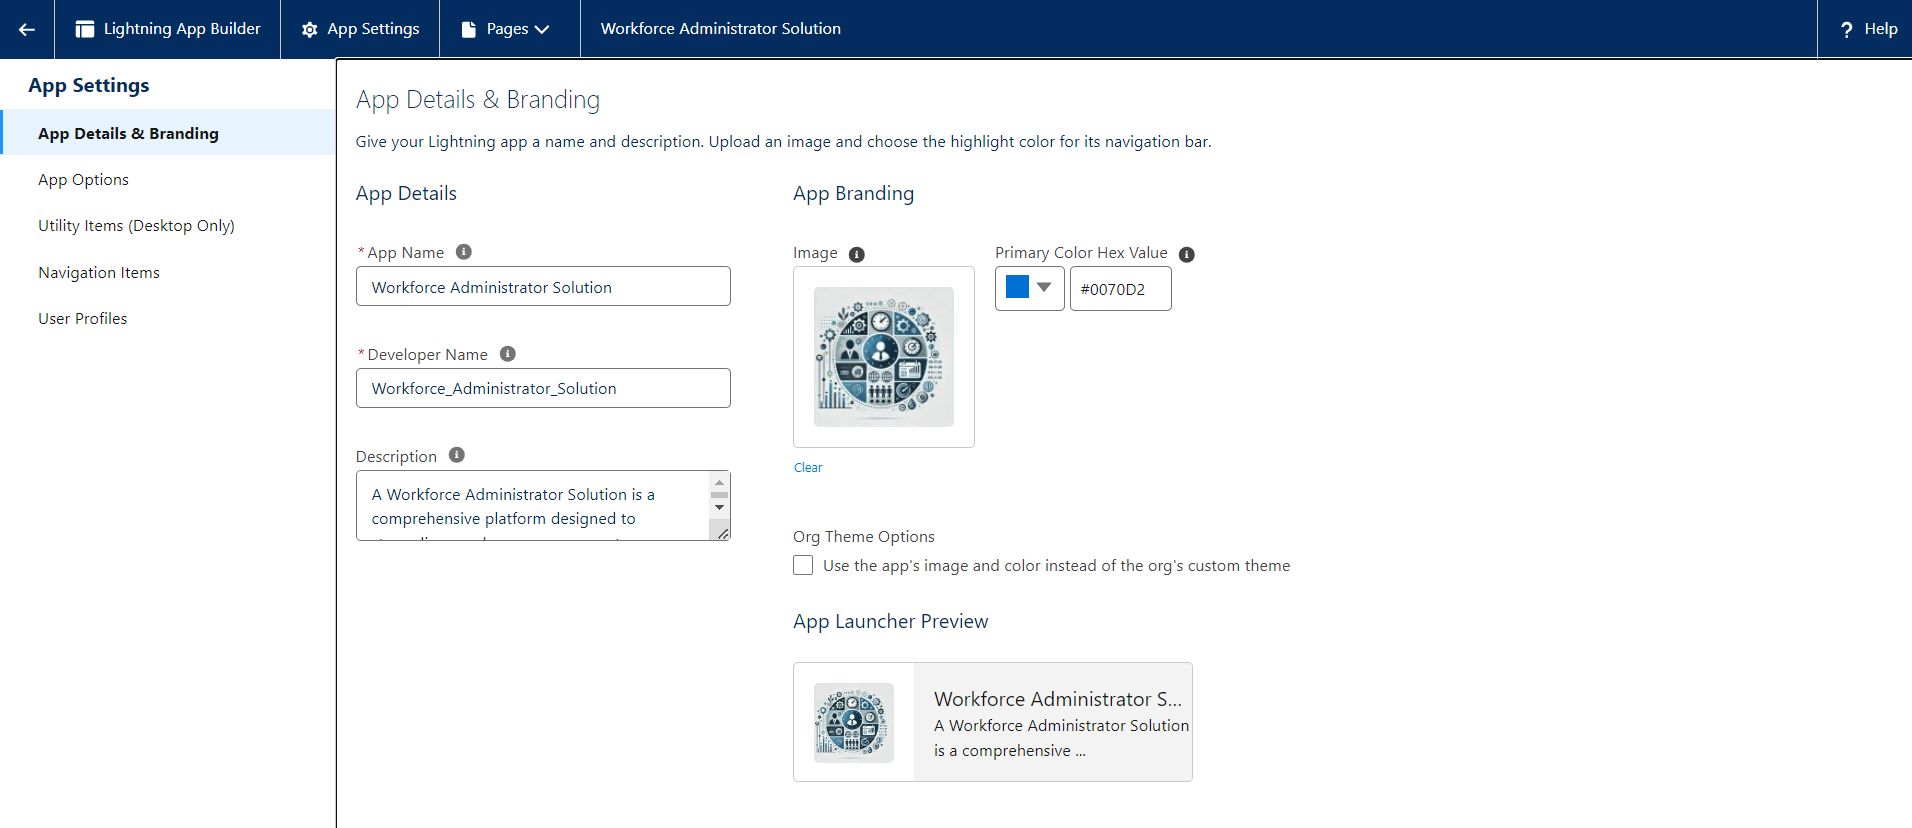 Lightning App Builder
App Settings
Pages
Workforce Administrator Solution
Help
App Settings
App Details & Branding
App Options
Utility Items (Desktop Only)
Navigation Items
User Profiles
App Details & Branding
Give your Lightning app a name and description. Upload an image and choose the highlight color for its navigation bar.
App Details
* App Name
Workforce Administrator Solution
* Developer Name
Workforce_Administrator_Solution
Description
A Workforce Administrator Solution is a
comprehensive platform designed to
App Branding
Image
Clear
Primary Color Hex Value
#0070D2
Org Theme Options
Use the app's image and color instead of the org's custom theme
App Launcher Preview
Workforce Administrator S...
A Workforce Administrator Solution
is a comprehensive ...